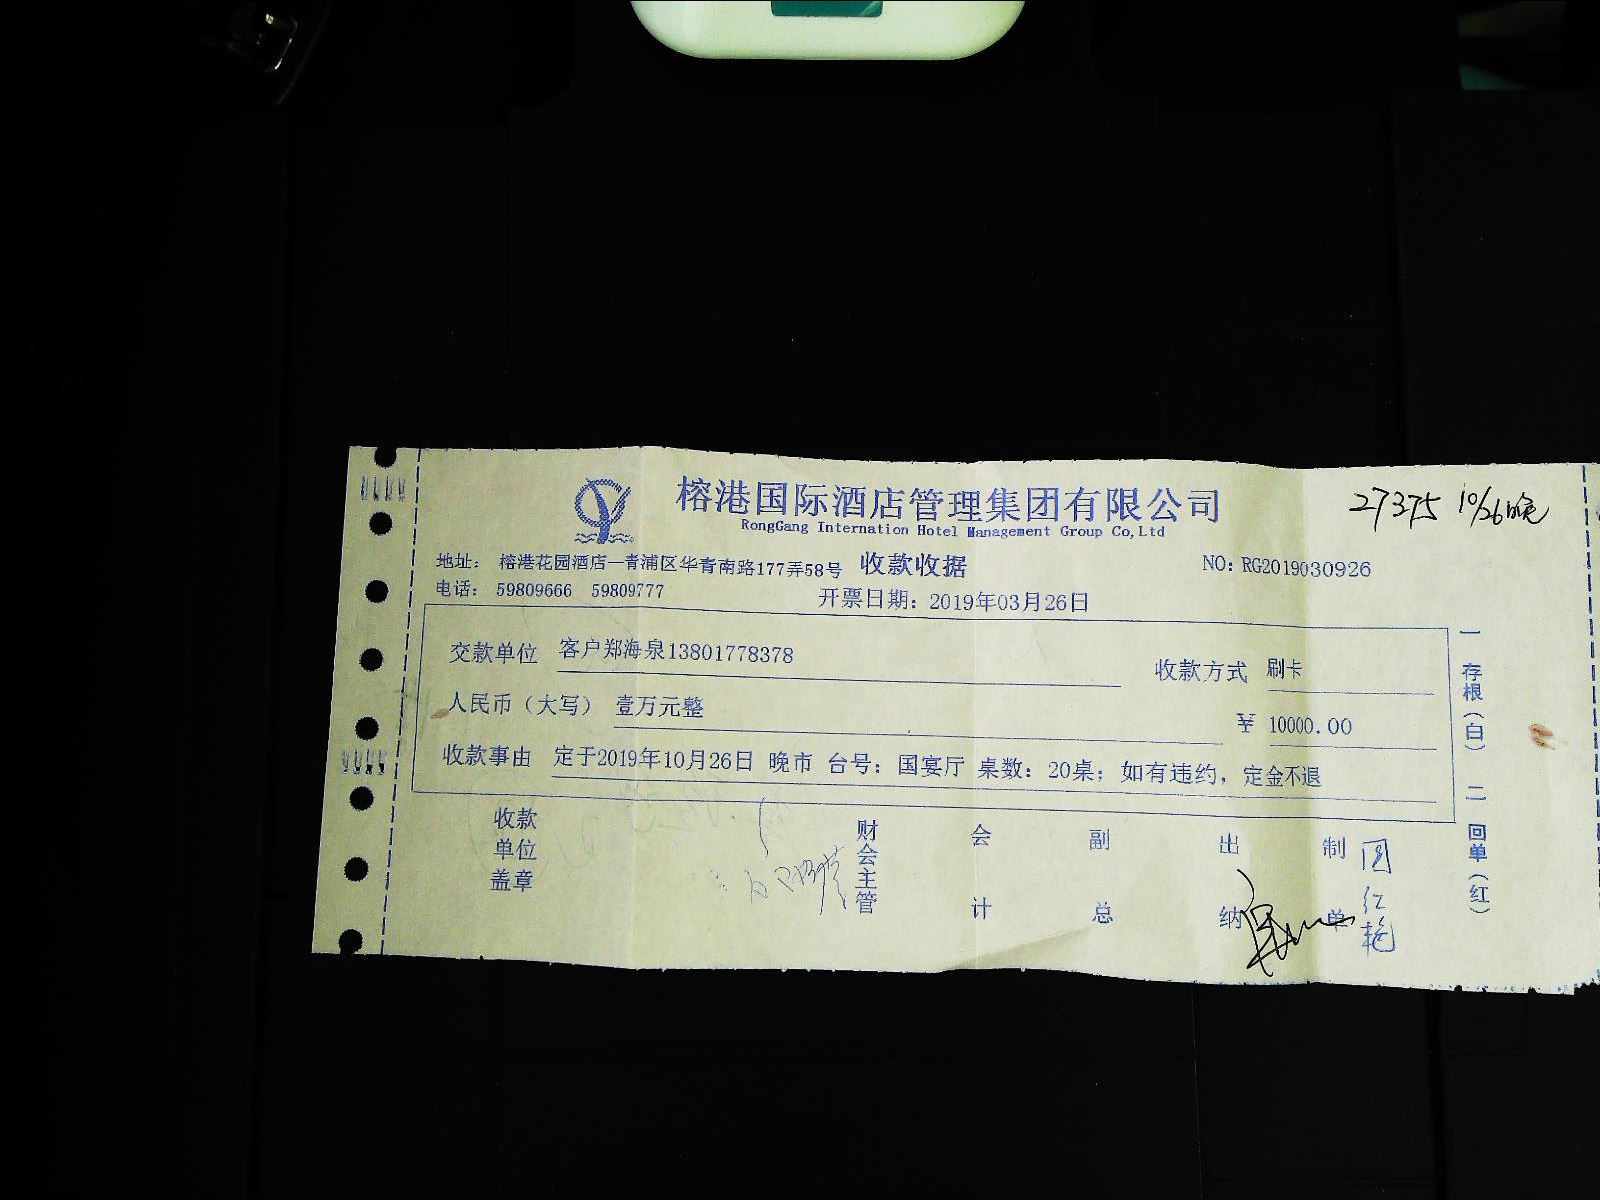 榕港国际酒店管理集团有限公司
RongGang Internation Hotel Management Group Co,Ltd
27375 10/26晚
地址： 榕港花园酒店—青浦区华青南路177弄58号 收款收据 NO: RG2019030926
电话： 59809666 59809777 开票日期：2019年03月26日
交款单位 客户郑海泉13801778378 收款方式 刷卡
人民币（大写） 壹万元整 ￥ 10000.00
收款事由 定于2019年10月26日 晚市 台号：国宴厅 桌数：20桌；如有违约，定金不退
收款单位盖章 财会主管 会计 副总 出纳 制单 红艳
一 存根（白） 二 回单（红）